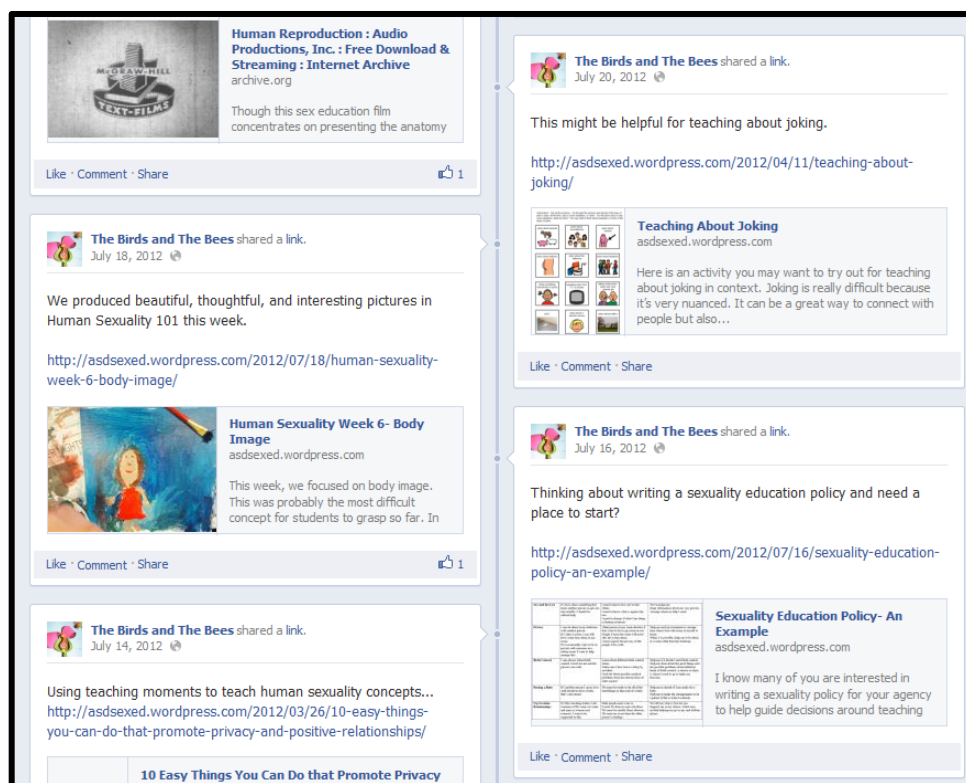 Human Reproduction : Audio
Productions, Inc. : Free Download &
Streaming : Internet Archive
archive.org
Though this sex education film
concentrates on presenting the anatomy
McGRAW-HILL
TEXT-FILMS
Like · Comment · Share
1
The Birds and The Bees shared a link.
July 18, 2012
We produced beautiful, thoughtful, and interesting pictures in
Human Sexuality 101 this week.
http://asdsexed.wordpress.com/2012/07/18/human-sexuality-
week-6-body-image/
Human Sexuality Week 6- Body
Image
asdsexed.wordpress.com
This week, we focused on body image.
This was probably the most difficult
concept for students to grasp so far. In
Like · Comment · Share
1
The Birds and The Bees shared a link.
July 14, 2012
Using teaching moments to teach human sexuality concepts...
http://asdsexed.wordpress.com/2012/03/26/10-easy-things-
you-can-do-that-promote-privacy-and-positive-relationships/
10 Easy Things You Can Do that Promote Privacy
The Birds and The Bees shared a link.
July 20, 2012
This might be helpful for teaching about joking.
http://asdsexed.wordpress.com/2012/04/11/teaching-about-
joking/
Teaching About Joking
asdsexed.wordpress.com
Here is an activity you may want to try out for teaching
about joking in context. Joking is really difficult because
it's very nuanced. It can be a great way to connect with
people but also...
Like · Comment · Share
The Birds and The Bees shared a link.
July 16, 2012
Thinking about writing a sexuality education policy and need a
place to start?
http://asdsexed.wordpress.com/2012/07/16/sexuality-education-
policy-an-example/
Sexuality Education Policy- An
Example
asdsexed.wordpress.com
I know many of you are interested in
writing a sexuality policy for your agency
to help guide decisions around teaching
Like · Comment · Share